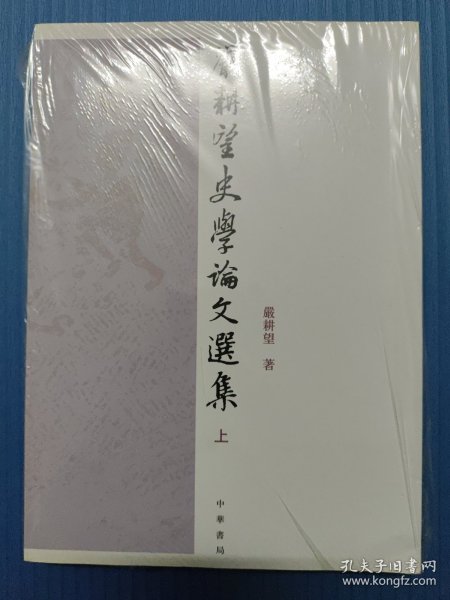 嚴耕望史學論文選集
上
嚴耕望 著
中華書局
孔夫子旧书网
www.kongfz.com